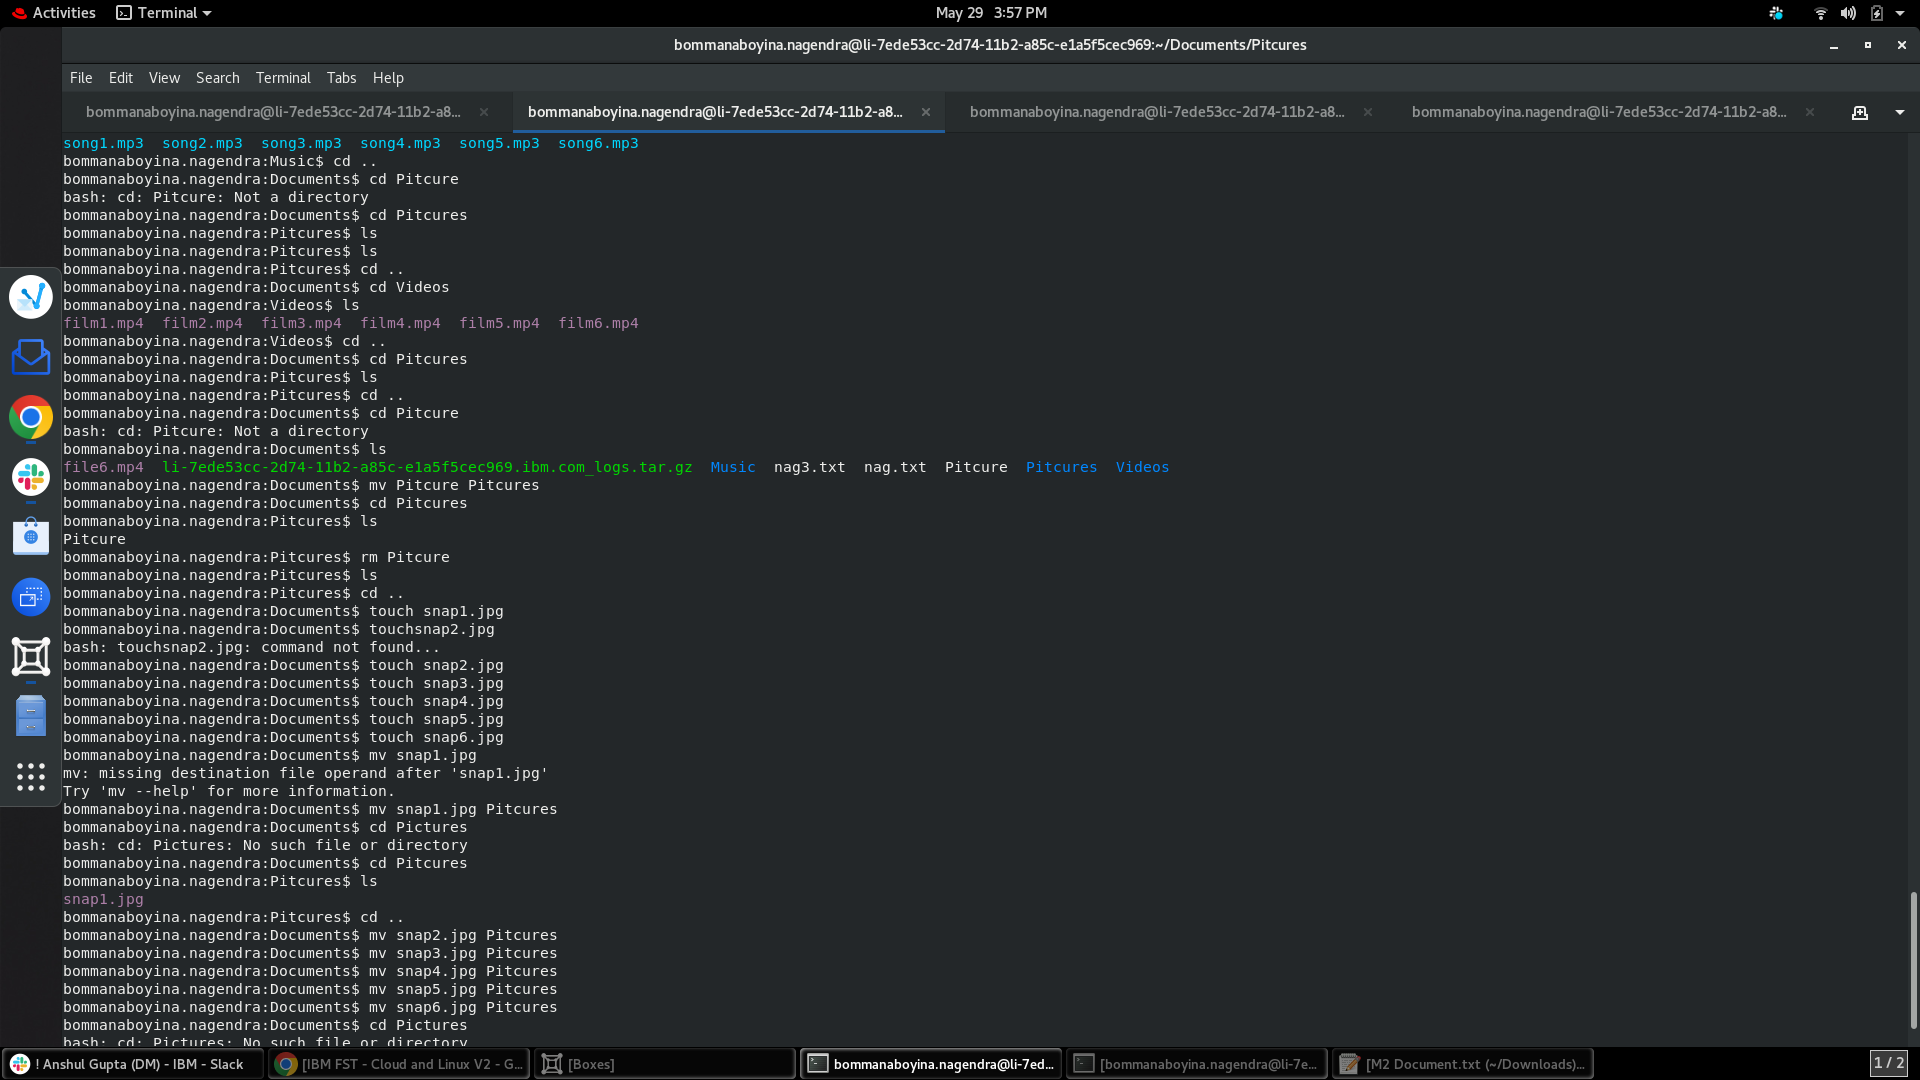 Activities Terminal May 29 3:57 PM
bommanaboyina.nagendra@li-7ede53cc-2d74-11b2-a85c-e1a5f5cec969:~/Documents/Pitcures
File Edit View Search Terminal Tabs Help
bommanaboyina.nagendra@li-7ede53cc-2d74-11b2-a8... bommanaboyina.nagendra@li-7ede53cc-2d74-11b2-a8... bommanaboyina.nagendra@li-7ede53cc-2d74-11b2-a8... bommanaboyina.nagendra@li-7ede53cc-2d74-11b2-a8...
song1.mp3 song2.mp3 song3.mp3 song4.mp3 song5.mp3 song6.mp3
bommanaboyina.nagendra:Music$ cd ..
bommanaboyina.nagendra:Documents$ cd Pitcure
bash: cd: Pitcure: Not a directory
bommanaboyina.nagendra:Documents$ cd Pitcures
bommanaboyina.nagendra:Pitcures$ ls
bommanaboyina.nagendra:Pitcures$ ls
bommanaboyina.nagendra:Pitcures$ cd ..
bommanaboyina.nagendra:Documents$ cd Videos
bommanaboyina.nagendra:Videos$ ls
film1.mp4 film2.mp4 film3.mp4 film4.mp4 film5.mp4 film6.mp4
bommanaboyina.nagendra:Videos$ cd ..
bommanaboyina.nagendra:Documents$ cd Pitcures
bommanaboyina.nagendra:Pitcures$ ls
bommanaboyina.nagendra:Pitcures$ cd ..
bommanaboyina.nagendra:Documents$ cd Pitcure
bash: cd: Pitcure: Not a directory
bommanaboyina.nagendra:Documents$ ls
file6.mp4 li-7ede53cc-2d74-11b2-a85c-e1a5f5cec969.ibm.com_logs.tar.gz Music nag3.txt nag.txt Pitcure Pitcures Videos
bommanaboyina.nagendra:Documents$ mv Pitcure Pitcures
bommanaboyina.nagendra:Documents$ cd Pitcures
bommanaboyina.nagendra:Pitcures$ ls
Pitcure
bommanaboyina.nagendra:Pitcures$ rm Pitcure
bommanaboyina.nagendra:Pitcures$ ls
bommanaboyina.nagendra:Pitcures$ cd ..
bommanaboyina.nagendra:Documents$ touch snap1.jpg
bommanaboyina.nagendra:Documents$ touchsnap2.jpg
bash: touchsnap2.jpg: command not found...
bommanaboyina.nagendra:Documents$ touch snap2.jpg
bommanaboyina.nagendra:Documents$ touch snap3.jpg
bommanaboyina.nagendra:Documents$ touch snap4.jpg
bommanaboyina.nagendra:Documents$ touch snap5.jpg
bommanaboyina.nagendra:Documents$ touch snap6.jpg
bommanaboyina.nagendra:Documents$ mv snap1.jpg
mv: missing destination file operand after 'snap1.jpg'
Try 'mv --help' for more information.
bommanaboyina.nagendra:Documents$ mv snap1.jpg Pitcures
bommanaboyina.nagendra:Documents$ cd Pictures
bash: cd: Pictures: No such file or directory
bommanaboyina.nagendra:Documents$ cd Pitcures
bommanaboyina.nagendra:Pitcures$ ls
snap1.jpg
bommanaboyina.nagendra:Pitcures$ cd ..
bommanaboyina.nagendra:Documents$ mv snap2.jpg Pitcures
bommanaboyina.nagendra:Documents$ mv snap3.jpg Pitcures
bommanaboyina.nagendra:Documents$ mv snap4.jpg Pitcures
bommanaboyina.nagendra:Documents$ mv snap5.jpg Pitcures
bommanaboyina.nagendra:Documents$ mv snap6.jpg Pitcures
bommanaboyina.nagendra:Documents$ cd Pictures
bash: cd: Pictures: No such file or directory
! Anshul Gupta (DM) - IBM - Slack [IBM FST - Cloud and Linux V2 - G... [Boxes] bommanaboyina.nagendra@li-7ed... [bommanaboyina.nagendra@li-7e... [M2 Document.txt (~/Downloads)... 1 / 2